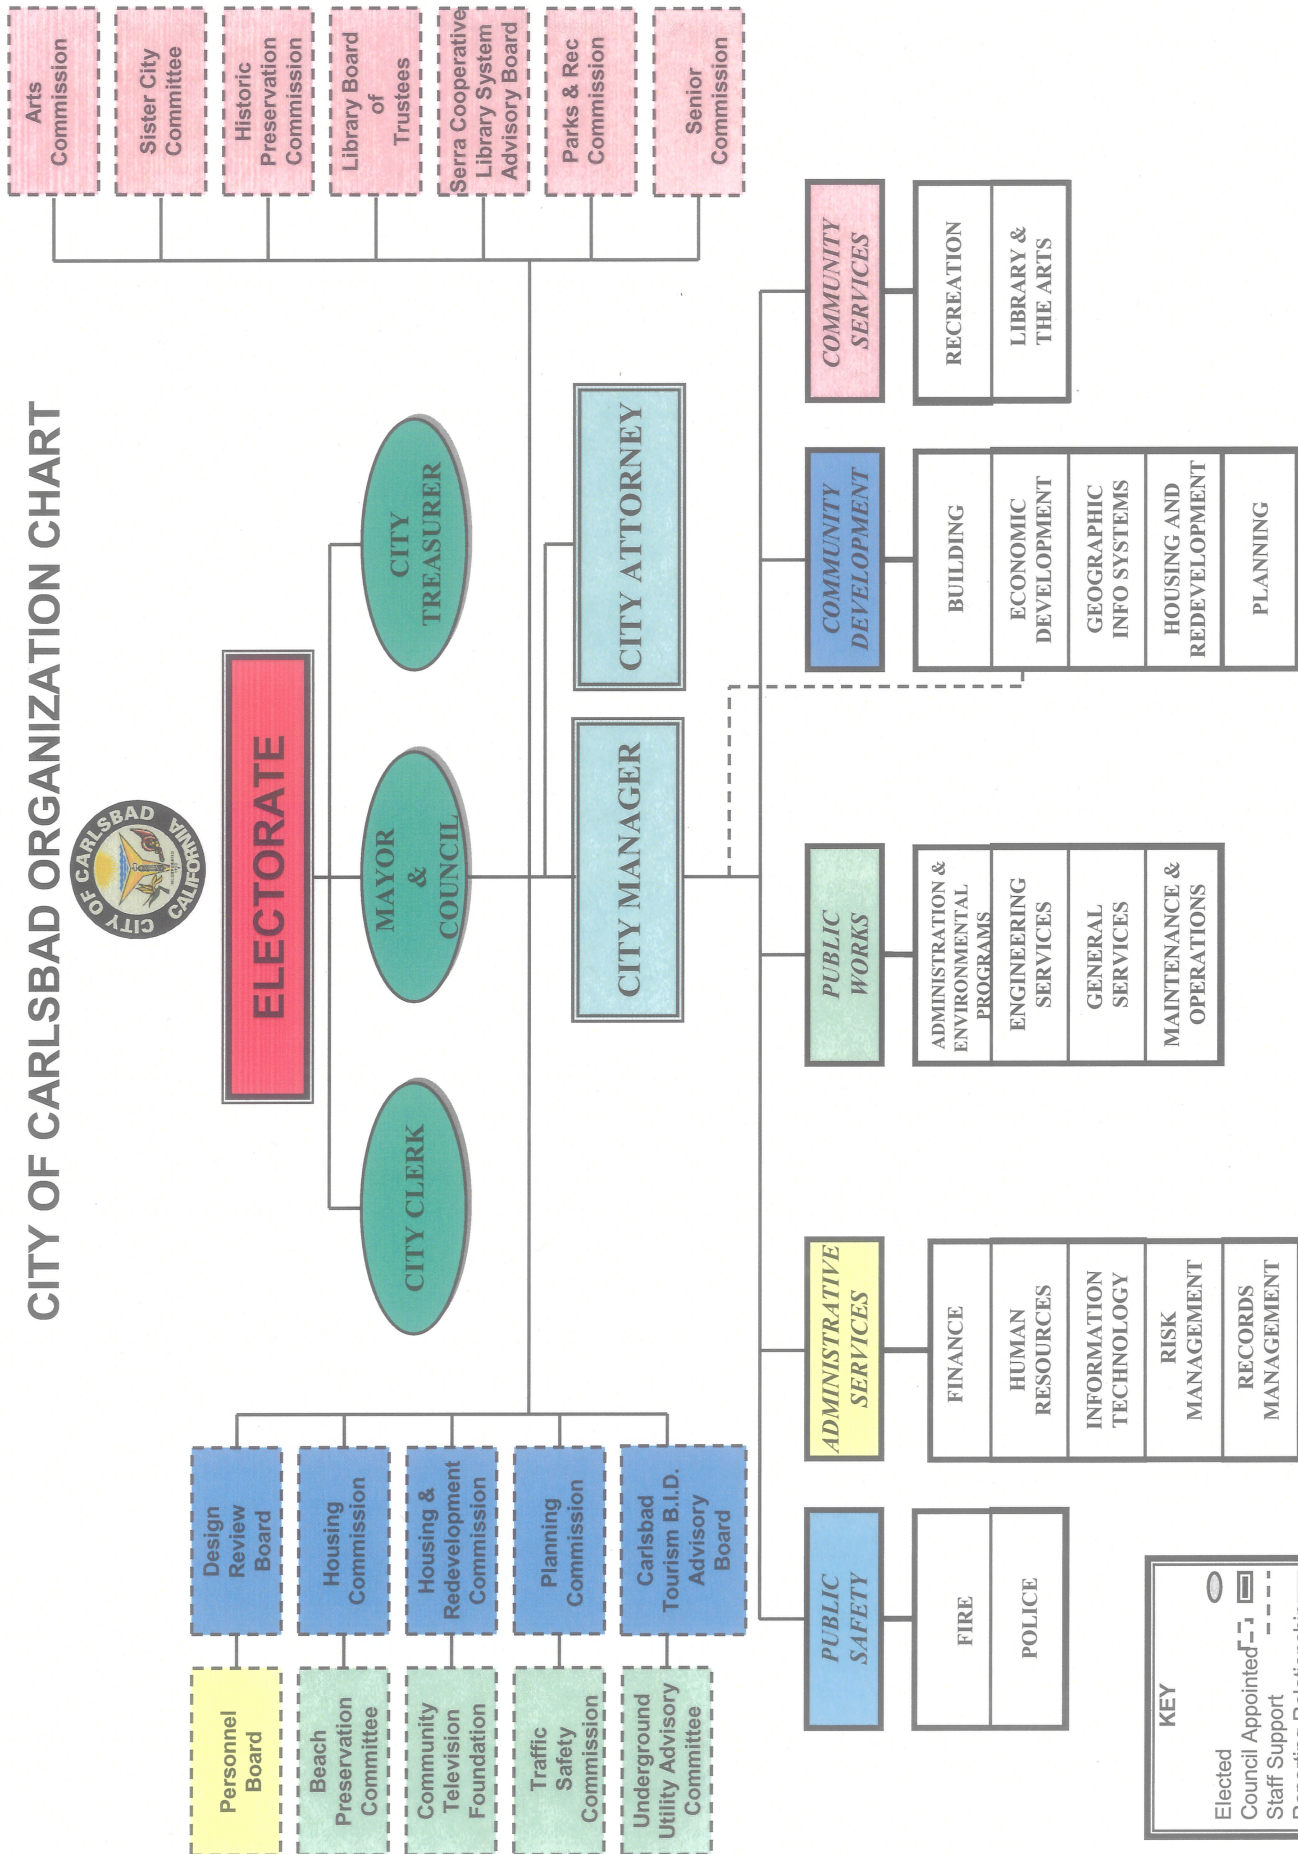 CITY OF CARLSBAD ORGANIZATION CHART
CITY OF CARLSBAD
CALIFORNIA
ELECTORATE
CITY CLERK
MAYOR
&
COUNCIL
CITY
TREASURER
CITY MANAGER
CITY ATTORNEY
Personnel
Board
Design
Review
Board
Beach
Preservation
Committee
Housing
Commission
Community
Television
Foundation
Housing &
Redevelopment
Commission
Traffic
Safety
Commission
Planning
Commission
Underground
Utility Advisory
Committee
Carlsbad
Tourism B.I.D.
Advisory
Board
Arts
Commission
Sister City
Committee
Historic
Preservation
Commission
Library Board
of
Trustees
Serra Cooperative
Library System
Advisory Board
Parks & Rec
Commission
Senior
Commission
PUBLIC
SAFETY
FIRE
POLICE
ADMINISTRATIVE
SERVICES
FINANCE
HUMAN
RESOURCES
INFORMATION
TECHNOLOGY
RISK
MANAGEMENT
RECORDS
MANAGEMENT
PUBLIC
WORKS
ADMINISTRATION &
ENVIRONMENTAL
PROGRAMS
ENGINEERING
SERVICES
GENERAL
SERVICES
MAINTENANCE &
OPERATIONS
COMMUNITY
DEVELOPMENT
BUILDING
ECONOMIC
DEVELOPMENT
GEOGRAPHIC
INFO SYSTEMS
HOUSING AND
REDEVELOPMENT
PLANNING
COMMUNITY
SERVICES
RECREATION
LIBRARY &
THE ARTS
KEY
Elected
Council Appointed
Staff Support